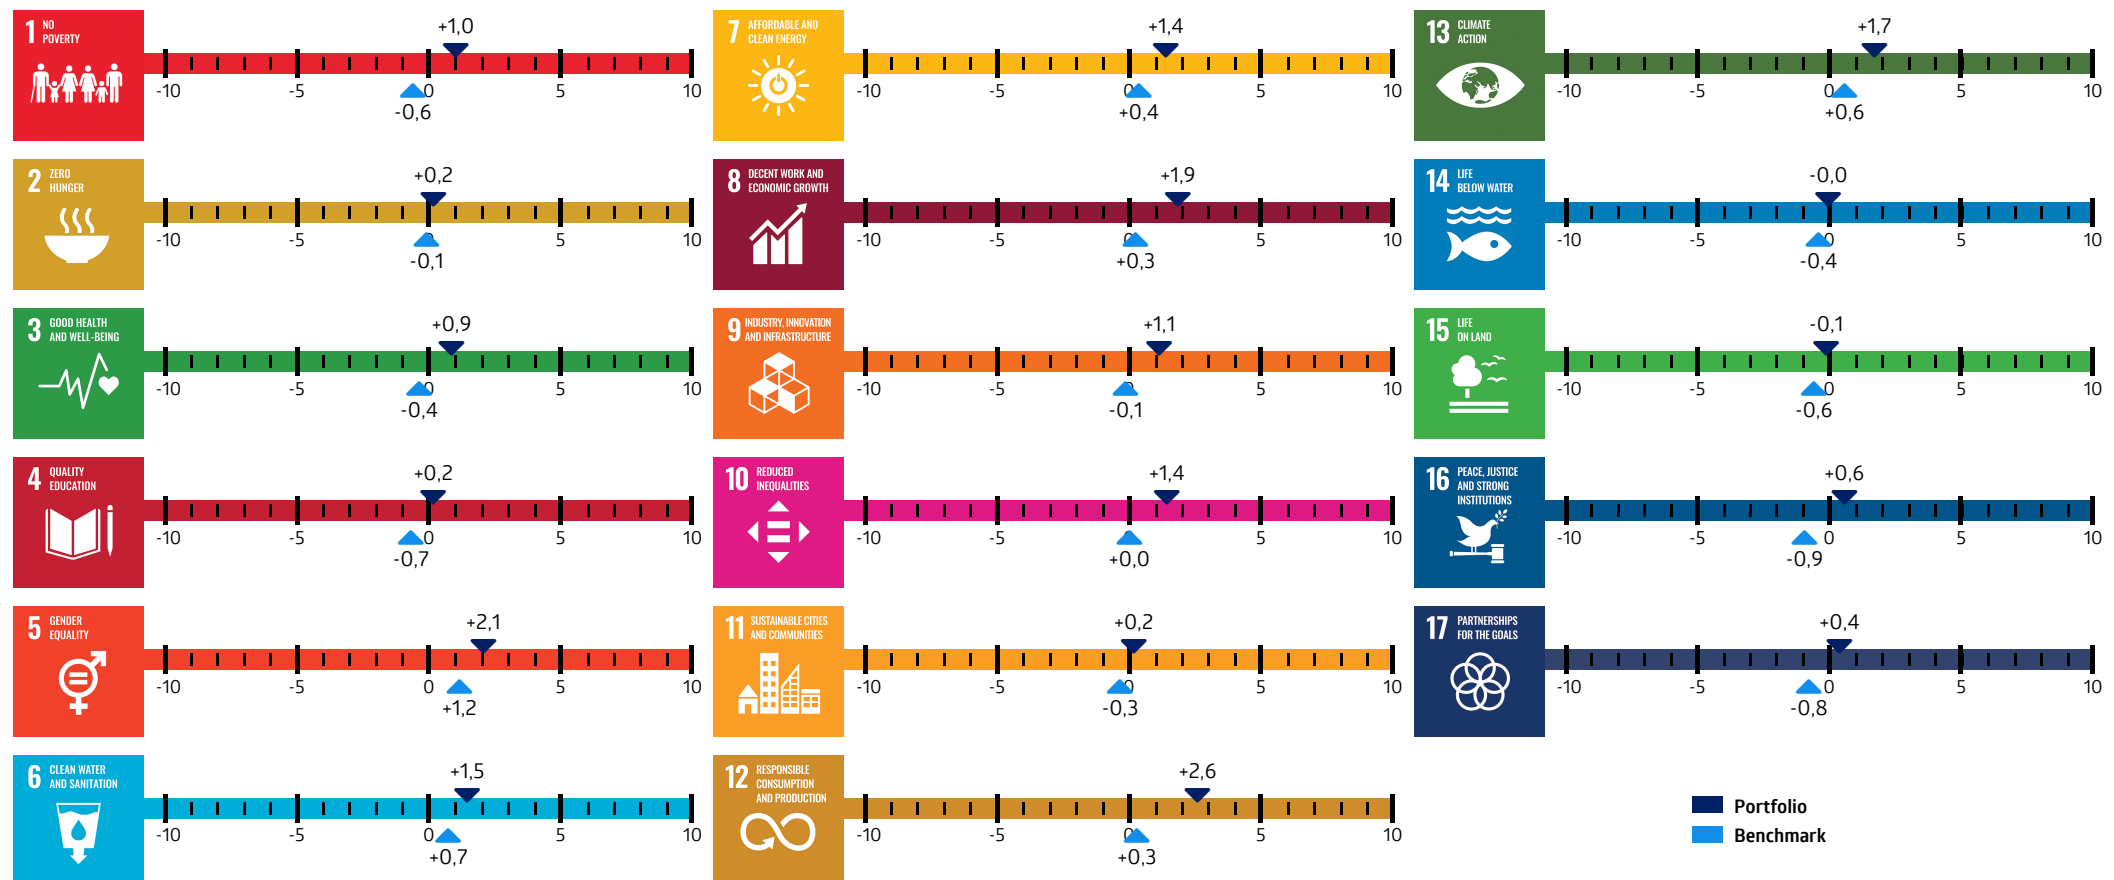 1 NO
POVERTY
+1,0
-10 -5 0 5 10
-0,6
2 ZERO
HUNGER
+0,2
-10 -5 0 5 10
-0,1
3 GOOD HEALTH
AND WELL-BEING
+0,9
-10 -5 0 5 10
-0,4
4 QUALITY
EDUCATION
+0,2
-10 -5 0 5 10
-0,7
5 GENDER
EQUALITY
+2,1
-10 -5 0 5 10
+1,2
6 CLEAN WATER
AND SANITATION
+1,5
-10 -5 0 5 10
+0,7
7 AFFORDABLE AND
CLEAN ENERGY
+1,4
-10 -5 0 5 10
+0,4
8 DECENT WORK AND
ECONOMIC GROWTH
+1,9
-10 -5 0 5 10
+0,3
9 INDUSTRY, INNOVATION
AND INFRASTRUCTURE
+1,1
-10 -5 0 5 10
-0,1
10 REDUCED
INEQUALITIES
+1,4
-10 -5 5 10
+0,0
11 SUSTAINABLE CITIES
AND COMMUNITIES
+0,2
-10 -5 0 5 10
-0,3
12 RESPONSIBLE
CONSUMPTION
AND PRODUCTION
+2,6
-10 -5 0 5 10
+0,3
13 CLIMATE
ACTION
+1,7
-10 -5 0 5 10
+0,6
14 LIFE
BELOW WATER
-0,0
-10 -5 0 5 10
-0,4
15 LIFE
ON LAND
-0,1
-10 -5 0 5 10
-0,6
16 PEACE, JUSTICE
AND STRONG
INSTITUTIONS
+0,6
-10 -5 0 5 10
-0,9
17 PARTNERSHIPS
FOR THE GOALS
+0,4
-10 -5 0 5 10
-0,8
Portfolio
Benchmark